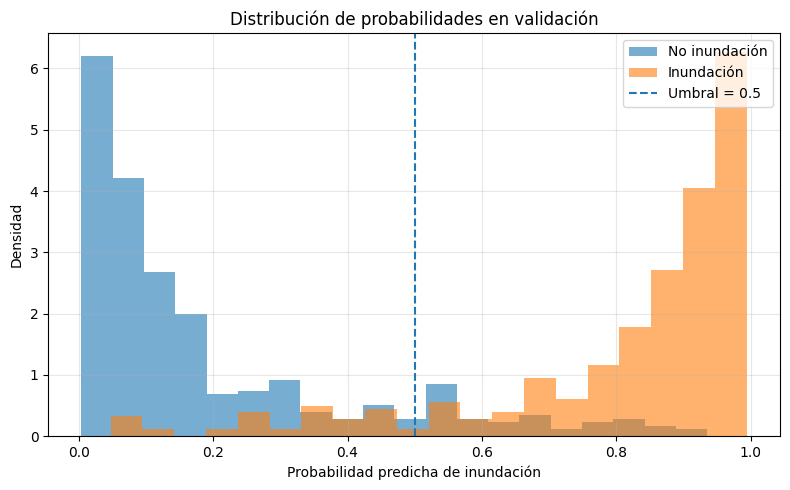 Distribución de probabilidades en validación
No inundación
Inundación
Umbral = 0.5
Densidad
6
5
4
3
2
1
0
0.0 0.2 0.4 0.6 0.8 1.0
Probabilidad predicha de inundación